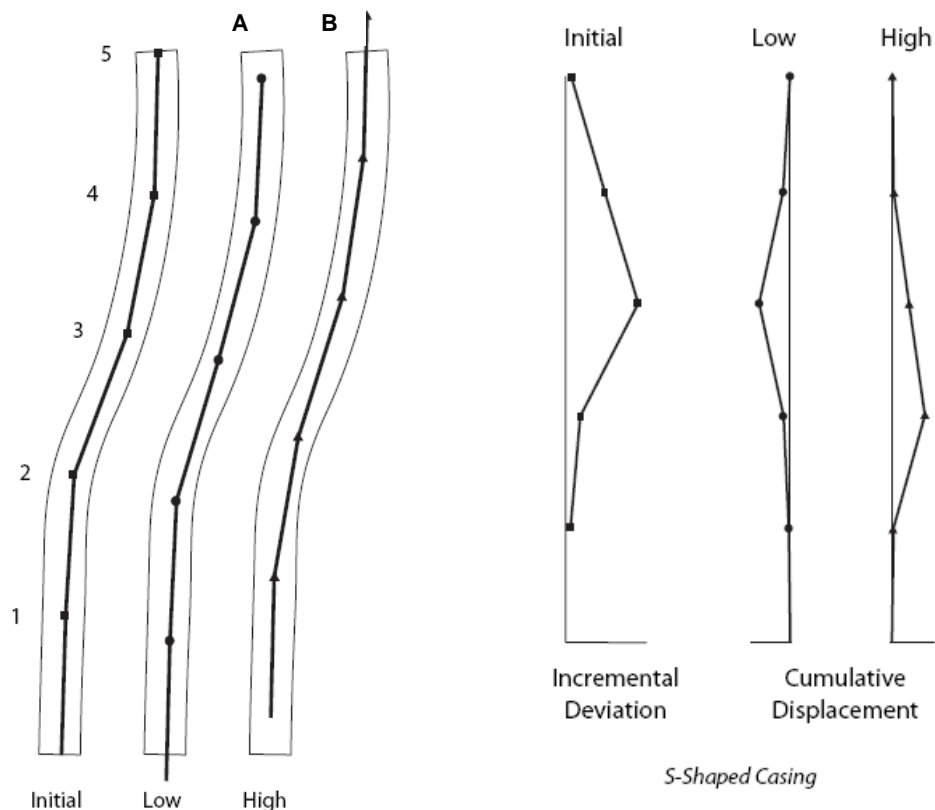 A
B
5
4
3
2
1
Initial
Low
High
Initial
Low
High
Incremental
Deviation
Cumulative
Displacement
S-Shaped Casing